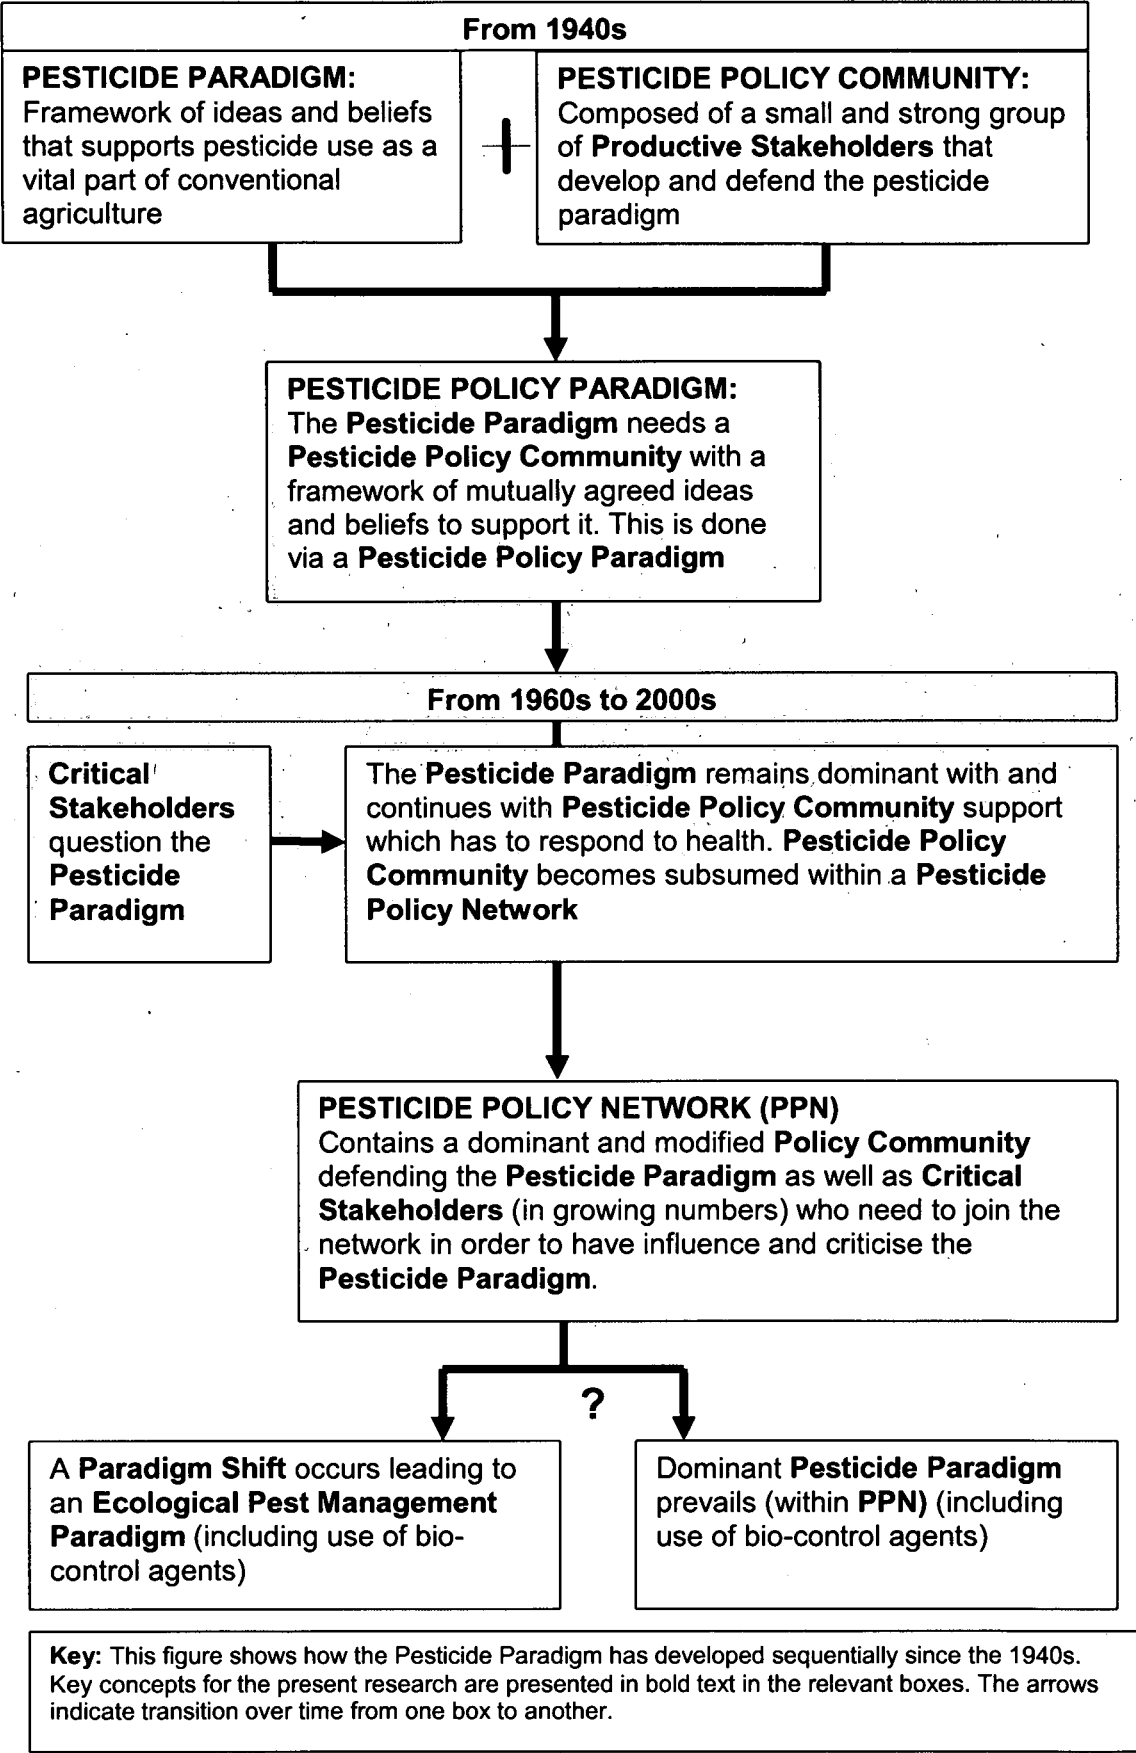 From 1940s
PESTICIDE PARADIGM:
Framework of ideas and beliefs
that supports pesticide use as a
vital part of conventional
agriculture
+
PESTICIDE POLICY COMMUNITY:
Composed of a small and strong group
of Productive Stakeholders that
develop and defend the pesticide
paradigm
PESTICIDE POLICY PARADIGM:
The Pesticide Paradigm needs a
Pesticide Policy Community with a
framework of mutually agreed ideas
and beliefs to support it. This is done
via a Pesticide Policy Paradigm
From 1960s to 2000s
Critical
Stakeholders
question the
Pesticide
Paradigm
The Pesticide Paradigm remains dominant with and
continues with Pesticide Policy Community support
which has to respond to health. Pesticide Policy
Community becomes subsumed within a Pesticide
Policy Network
PESTICIDE POLICY NETWORK (PPN)
Contains a dominant and modified Policy Community
defending the Pesticide Paradigm as well as Critical
Stakeholders (in growing numbers) who need to join the
network in order to have influence and criticise the
Pesticide Paradigm.
?
A Paradigm Shift occurs leading to
an Ecological Pest Management
Paradigm (including use of bio-
control agents)
Dominant Pesticide Paradigm
prevails (within PPN) (including
use of bio-control agents)
Key: This figure shows how the Pesticide Paradigm has developed sequentially since the 1940s.
Key concepts for the present research are presented in bold text in the relevant boxes. The arrows
indicate transition over time from one box to another.